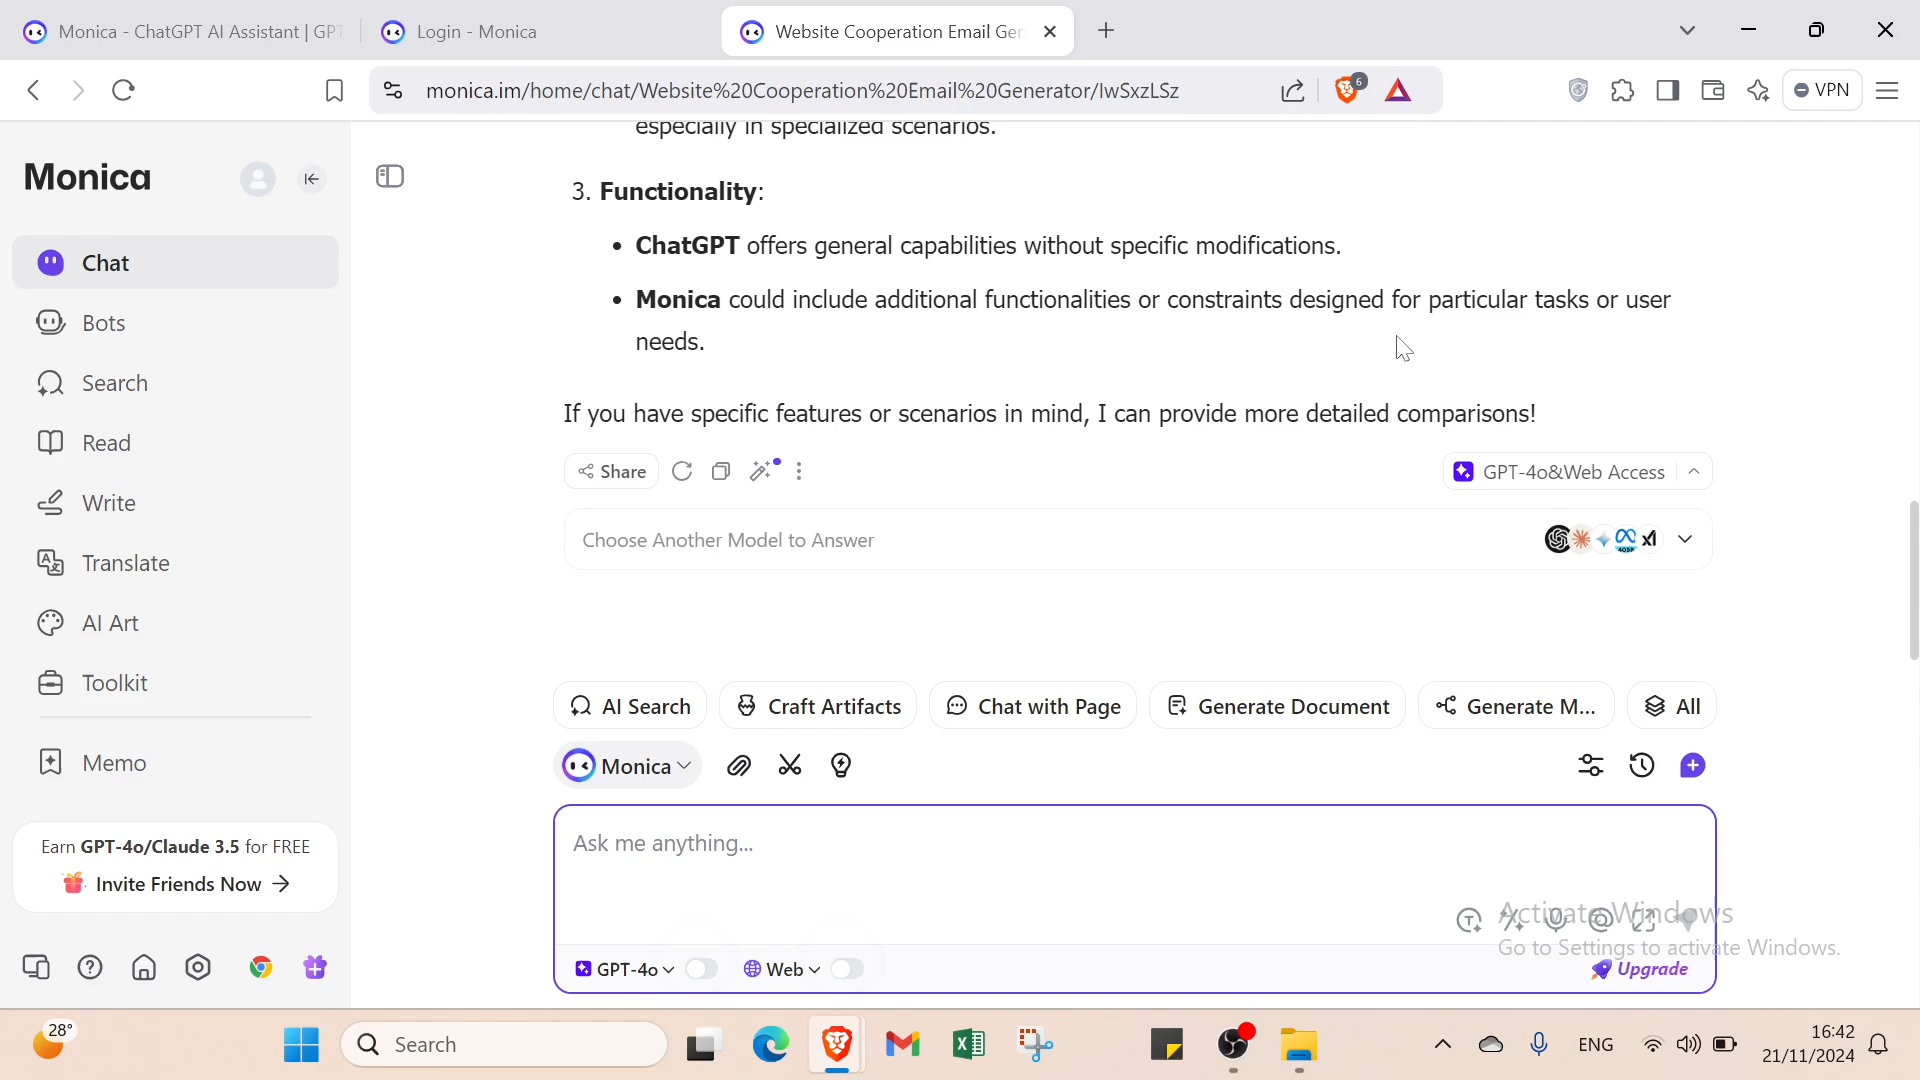 Monica - ChatGPT AI Assistant | GPT
Login - Monica
Website Cooperation Email Gen
monica.im/home/chat/Website%20Cooperation%20Email%20Generator/lwSxzLSz
6
VPN
Monica
Chat
Bots
Search
Read
Write
Translate
AI Art
Toolkit
Memo
Earn GPT-4o/Claude 3.5 for FREE
Invite Friends Now →
especially in specialized scenarios.
3. Functionality:
• ChatGPT offers general capabilities without specific modifications.
• Monica could include additional functionalities or constraints designed for particular tasks or user
needs.
If you have specific features or scenarios in mind, I can provide more detailed comparisons!
Share
GPT-4o&Web Access
Choose Another Model to Answer
405B
AI Search
Craft Artifacts
Chat with Page
Generate Document
Generate M...
All
Monica
Ask me anything...
GPT-4o
Web
Upgrade
Activate Windows
Go to Settings to activate Windows.
28°
Search
ENG
16:42
21/11/2024